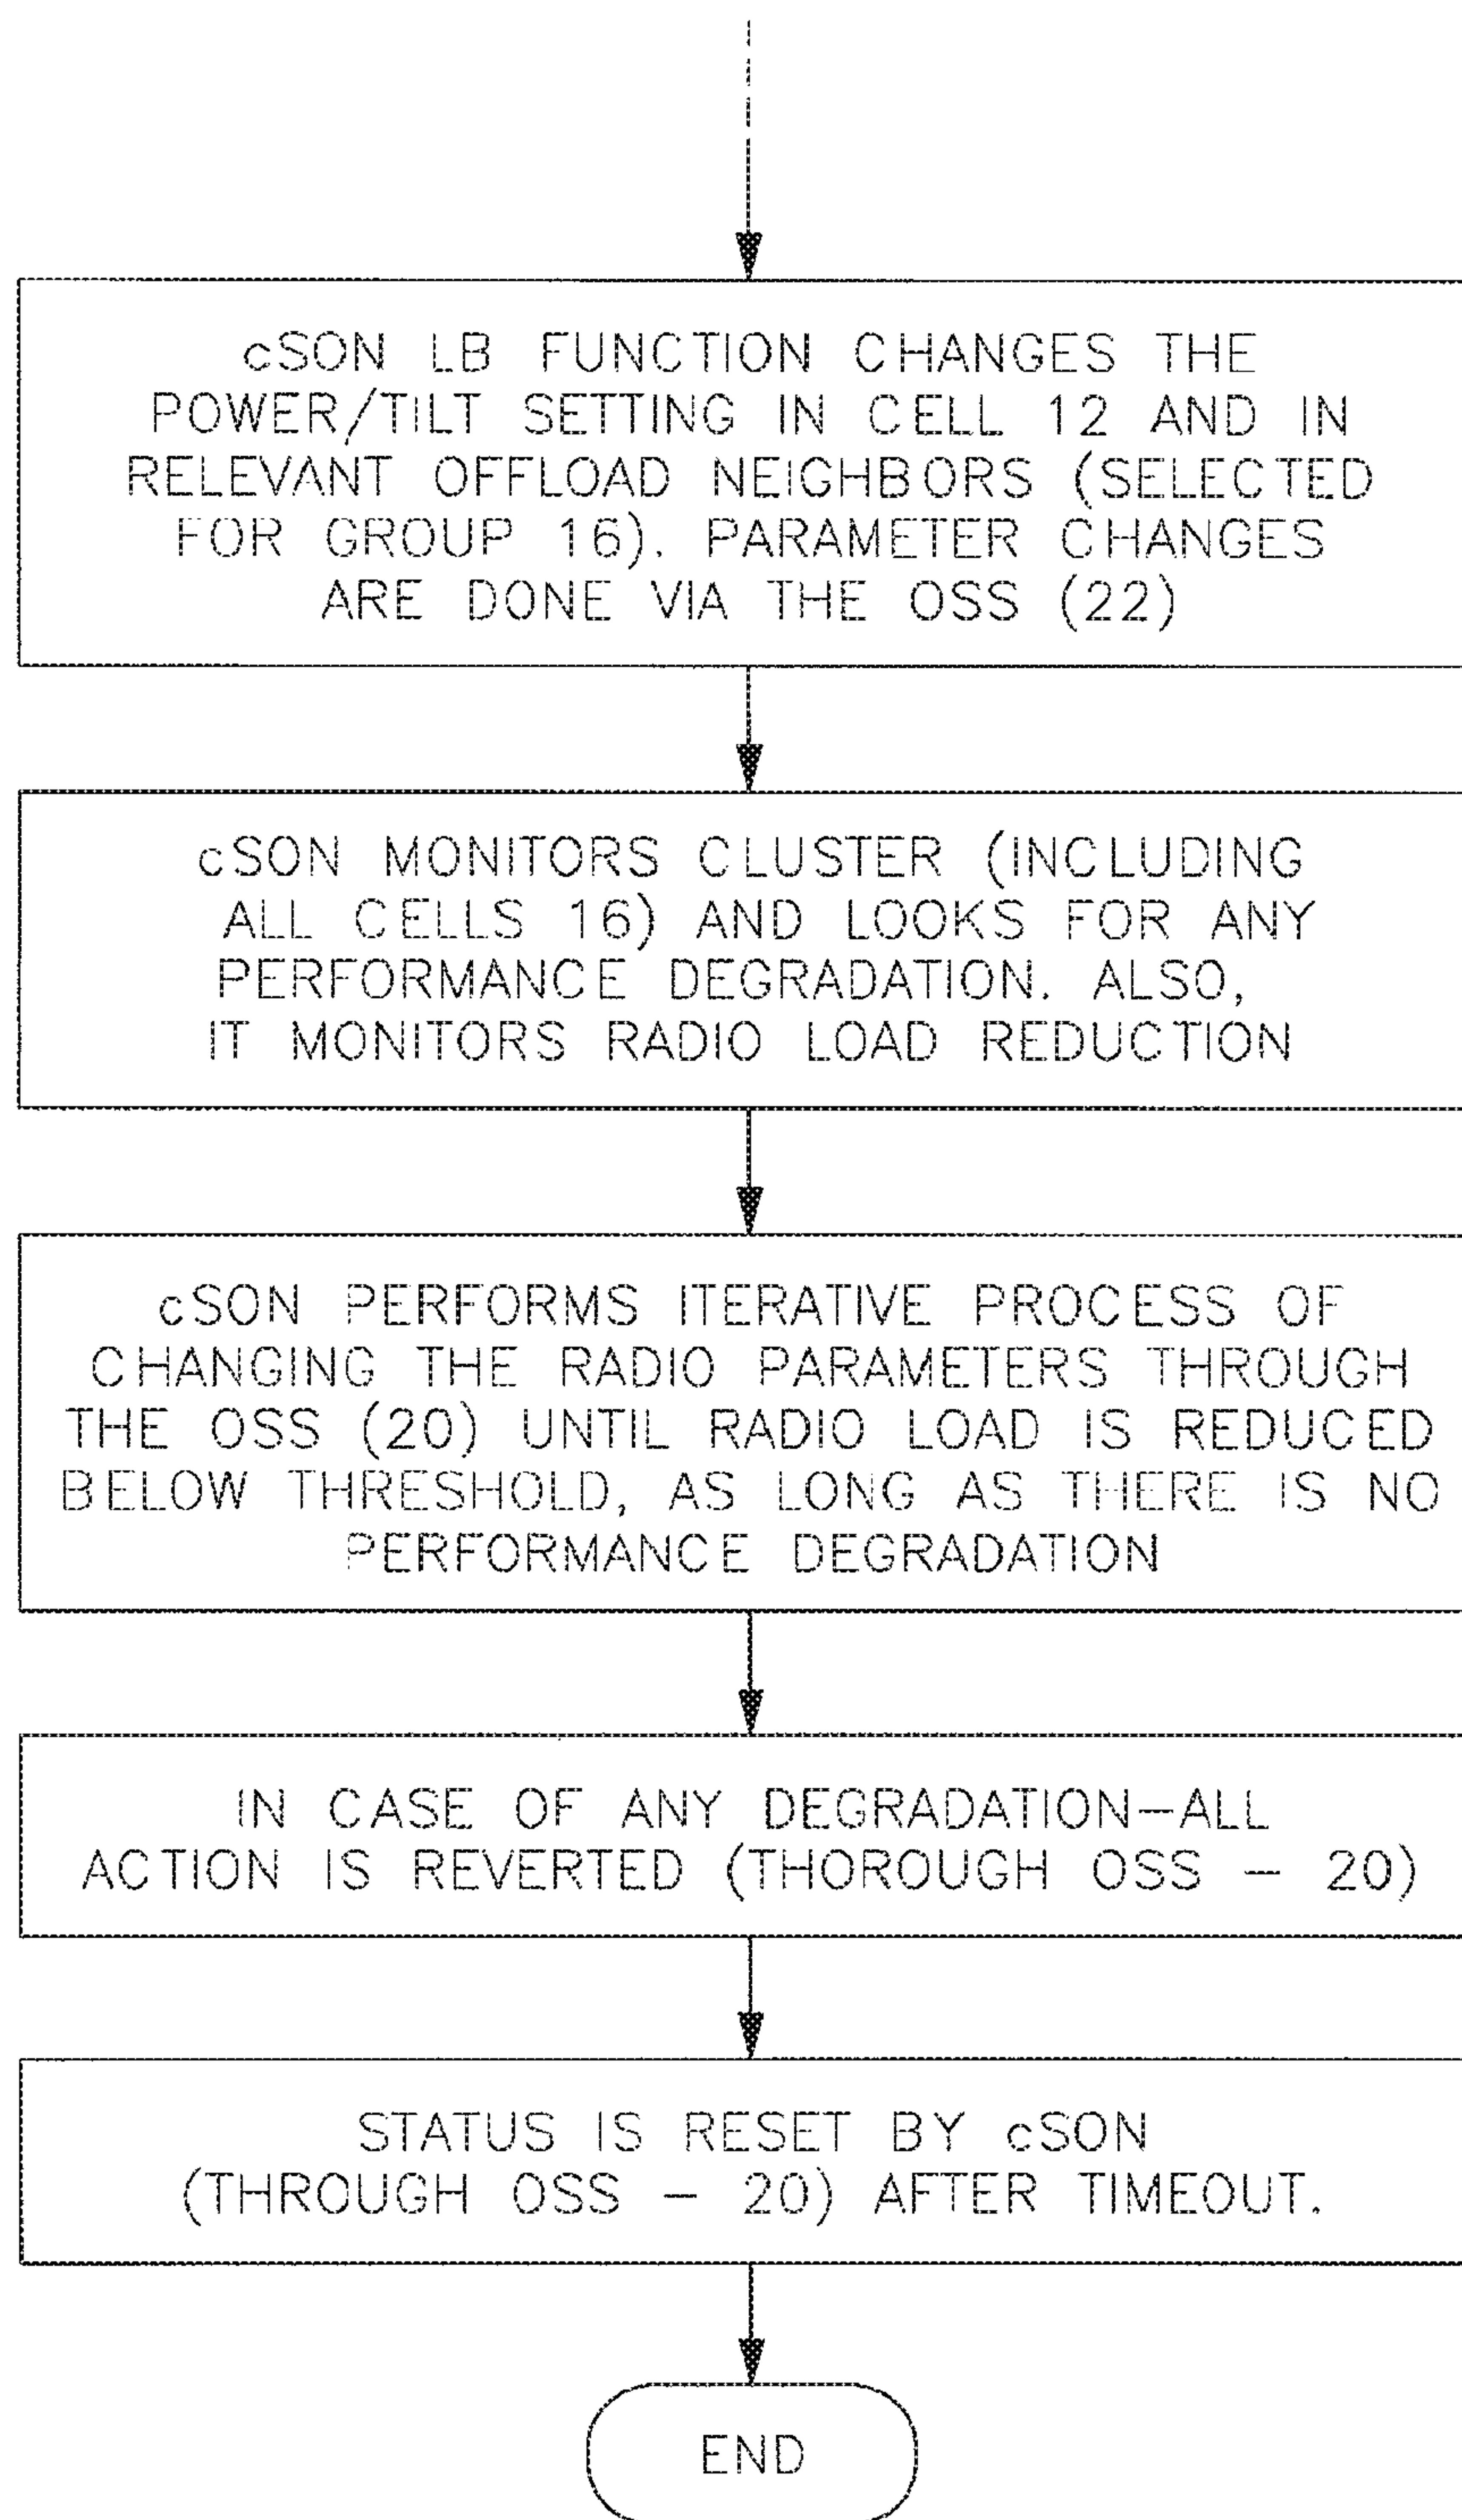 cSON LB FUNCTION CHANGES THE
POWER/TILT SETTING IN CELL 12 AND IN
RELEVANT OFFLOAD NEIGHBORS (SELECTED
FOR GROUP 16). PARAMETER CHANGES
ARE DONE VIA THE OSS (22)
cSON MONITORS CLUSTER (INCLUDING
ALL CELLS 16) AND LOOKS FOR ANY
PERFORMANCE DEGRADATION. ALSO,
IT MONITORS RADIO LOAD REDUCTION
cSON PERFORMS ITERATIVE PROCESS OF
CHANGING THE RADIO PARAMETERS THROUGH
THE OSS (20) UNTIL RADIO LOAD IS REDUCED
BELOW THRESHOLD, AS LONG AS THERE IS NO
PERFORMANCE DEGRADATION
IN CASE OF ANY DEGRADATION—ALL
ACTION IS REVERTED (THOROUGH OSS – 20)
STATUS IS RESET BY cSON
(THROUGH OSS – 20) AFTER TIMEOUT.
END